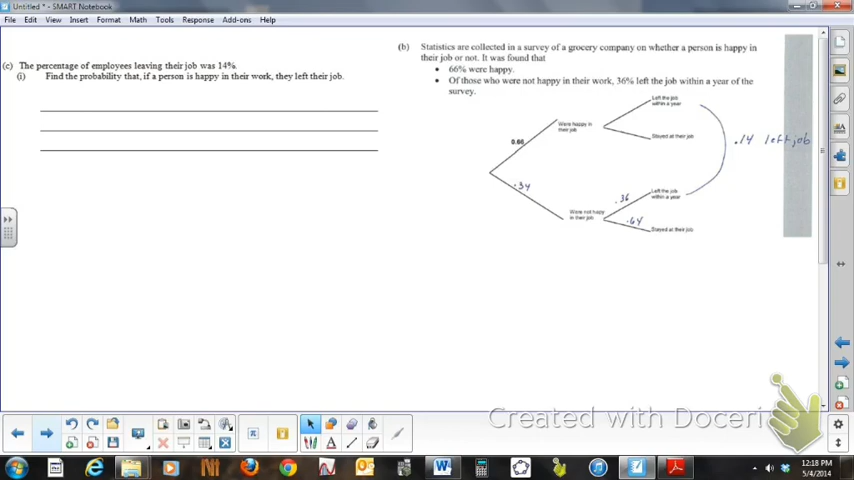 Untitled * - SMART Notebook
File Edit View Insert Format Math Tools Response Add-ons Help
(c) The percentage of employees leaving their job was 14%.
(i) Find the probability that, if a person is happy in their work, they left their job.
(b) Statistics are collected in a survey of a grocery company on whether a person is happy in
their job or not. It was found that
• 66% were happy.
• Of those who were not happy in their work, 36% left the job within a year of the
survey.
Left the job
within a year
Were happy in
their job
0.66
Stayed at their job
.14 left job
.34
Left the job
within a year
.36
Were not hapy
in their job
.64
Stayed at their job
Created with Doceri
12:18 PM
5/4/2014